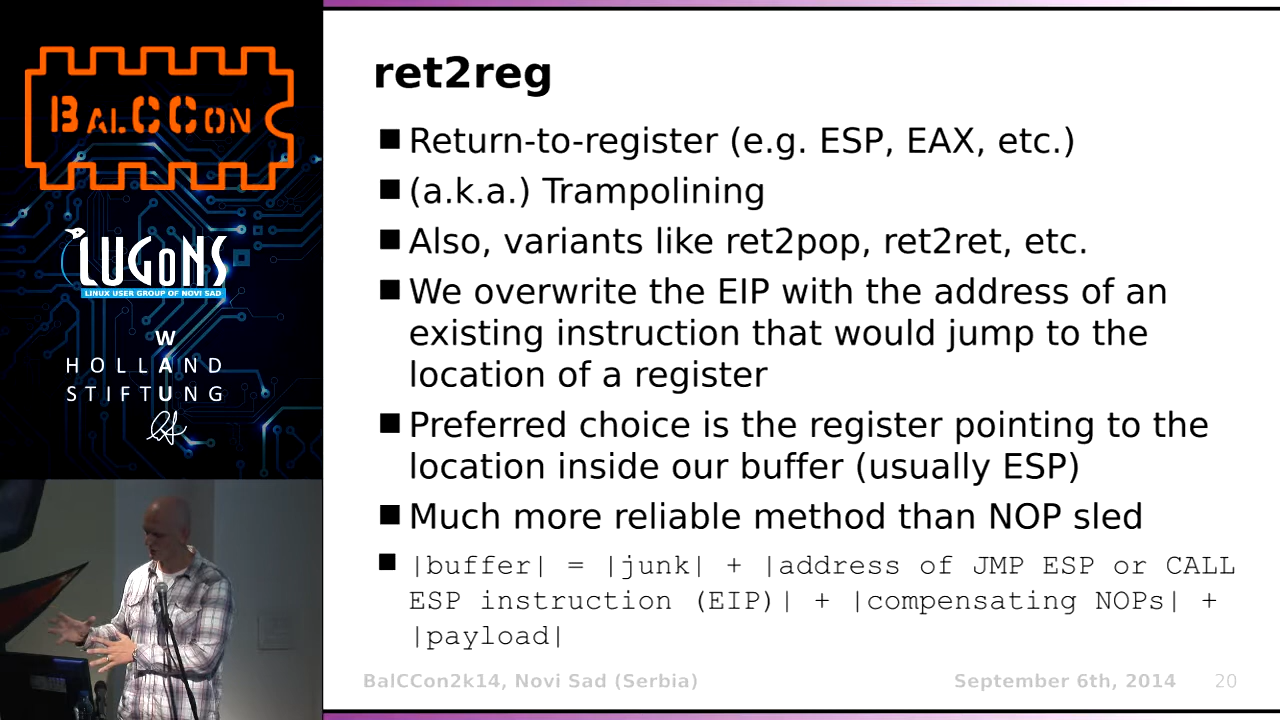 BALCCON
LUGONS
LINUX USER GROUP OF NOVI SAD
W
HOLLAND
STIFTUNG
ret2reg
Return-to-register (e.g. ESP, EAX, etc.)
(a.k.a.) Trampolining
Also, variants like ret2pop, ret2ret, etc.
We overwrite the EIP with the address of an
existing instruction that would jump to the
location of a register
Preferred choice is the register pointing to the
location inside our buffer (usually ESP)
Much more reliable method than NOP sled
|buffer| = |junk| + |address of JMP ESP or CALL
ESP instruction (EIP)| + |compensating NOPs| +
|payload|
BalCCon2k14, Novi Sad (Serbia) September 6th, 2014 20